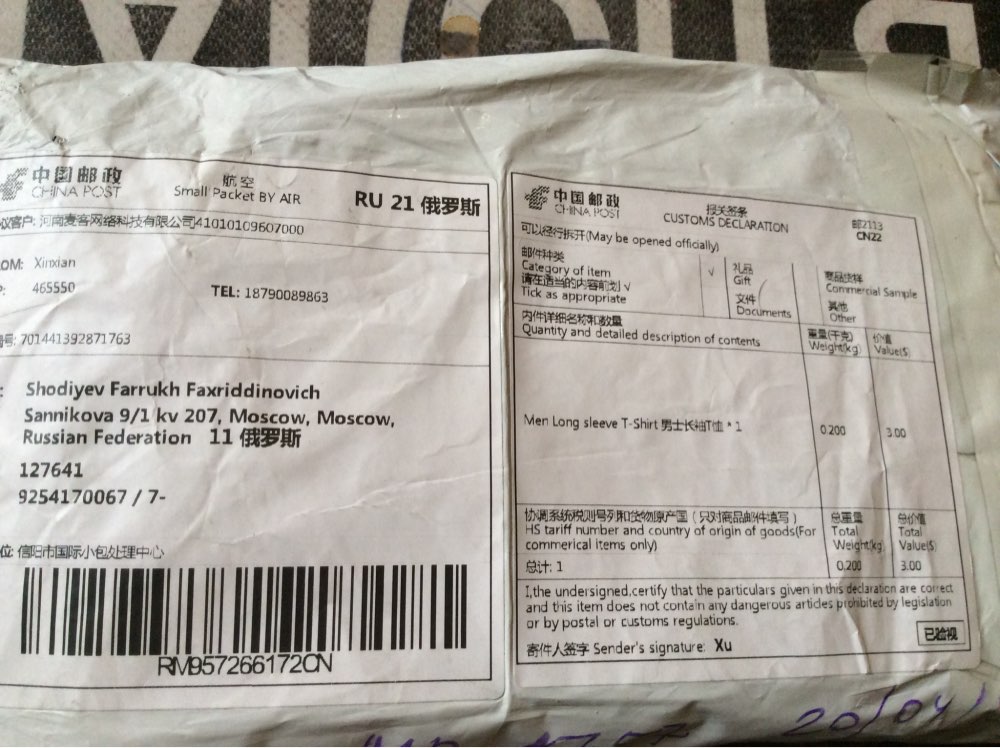 中国邮政
CHINA POST
航空
Small Packet BY AIR
RU 21 俄罗斯
议客户: 河南麦客网络科技有限公司41010109607000
OM: Xinxian
465550
TEL: 18790089863
号: 701441392871763
Shodiyev Farrukh Faxriddinovich
Sannikova 9/1 kv 207, Moscow, Moscow,
Russian Federation 11 俄罗斯
127641
9254170067 / 7-
位: 信阳市国际小包处理中心
RM957266172CN
中国邮政
CHINA POST
报关签条
CUSTOMS DECLARATION
邮2113
CN22
可以径行拆开(May be opened officially)
邮件种类
Category of item
请在适当的内容前划 √
Tick as appropriate
√
礼品
Gift
文件
Documents
商品货样
Commercial Sample
其他
Other
内件详细名称和数量
Quantity and detailed description of contents
重量(千克)
Weight(kg)
价值
Value($)
Men Long sleeve T-Shirt 男士长袖T恤 * 1
0.200
3.00
协调系统税则号列和货物原产国 ( 只对商品邮件填写 )
HS tariff number and country of origin of goods(For
commerical items only)
总重量
Total
Weight(kg)
总价值
Total
Value($)
总计: 1
0.200
3.00
I,the undersigned,certify that the particulars given in this declaration are correct
and this item does not contain any dangerous articles prohibited by legislation
or by postal or customs regulations.
已验视
寄件人签字 Sender's signature: Xu